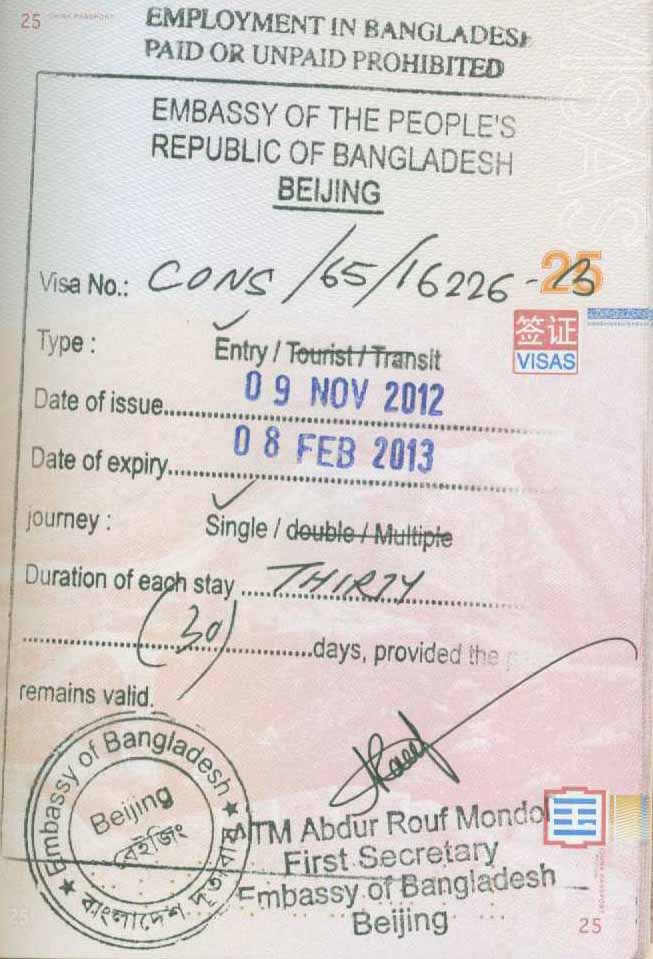 25 CHINA PASSPORT
EMPLOYMENT IN BANGLADESH
PAID OR UNPAID PROHIBITED
EMBASSY OF THE PEOPLE'S
REPUBLIC OF BANGLADESH
BEIJING
Visa No.: CONS/65/16226-B
25
签证
VISAS
Type : Entry / Tourist / Transit
Date of issue 09 NOV 2012
Date of expiry 08 FEB 2013
journey : Single / double / Multiple
Duration of each stay THIRTY
(30) days, provided the
remains valid.
Embassy of Bangladesh
Beijing
বেইজিং
বাংলাদেশ দূতাবাস
ATM Abdur Rouf Mondol
First Secretary
Embassy of Bangladesh
Beijing
25
25